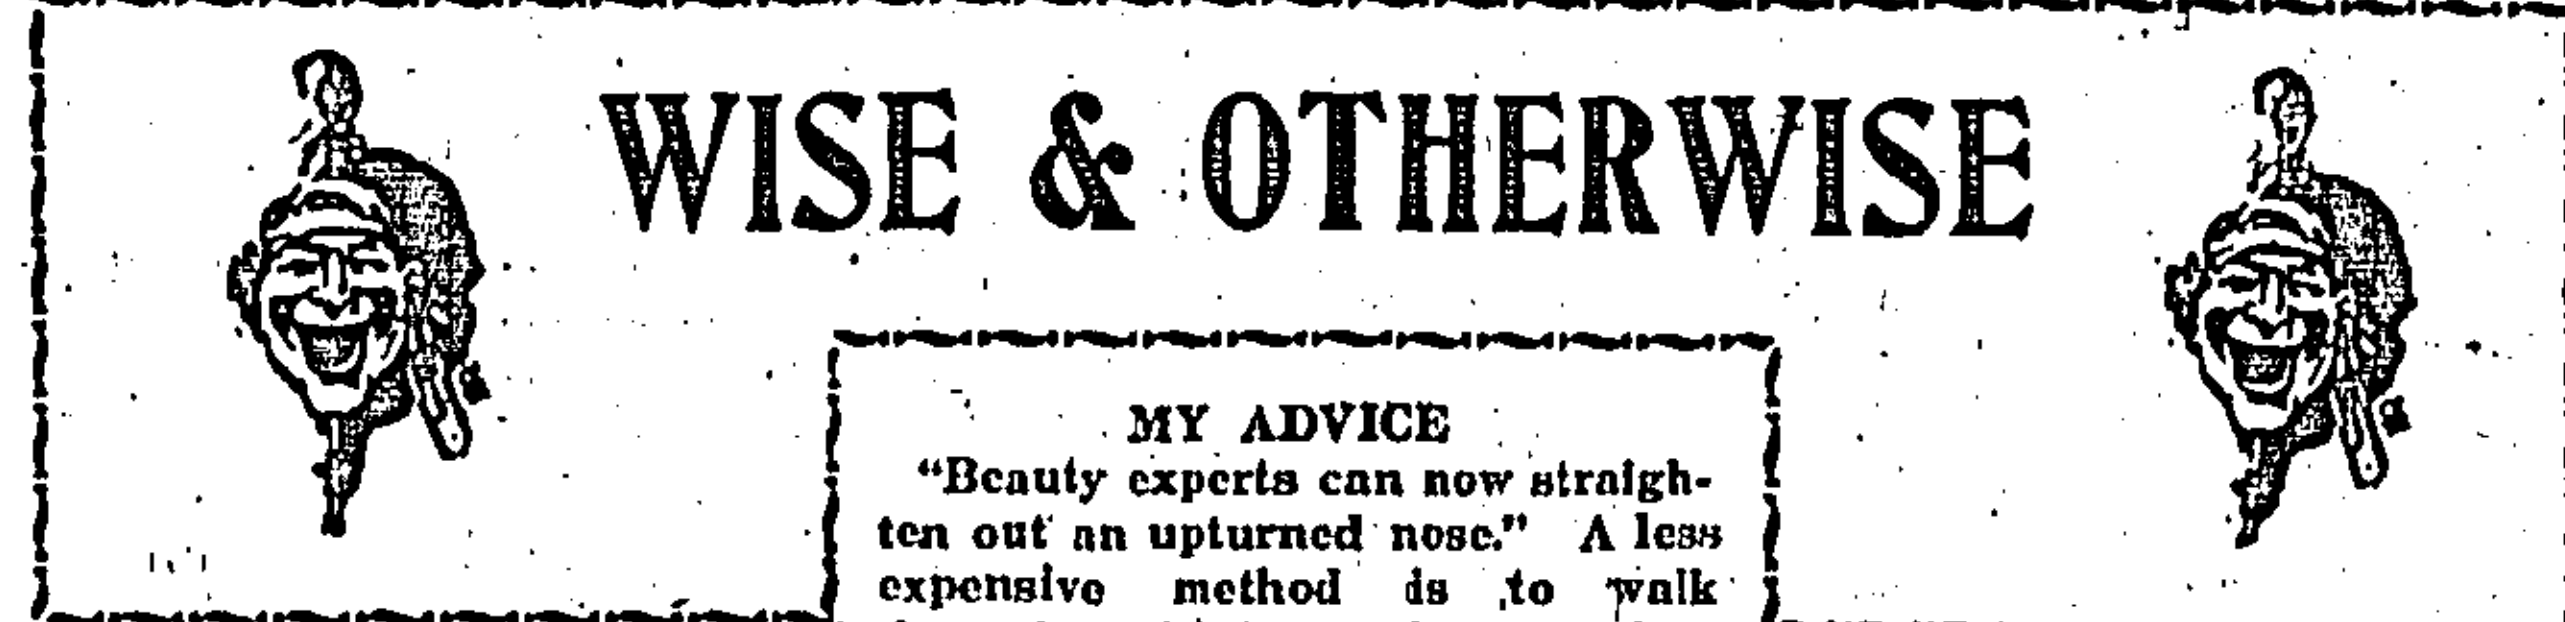 WISE & OTHERWISE
MY ADVICE
“Beauty experts can now straigh-
ten out an upturned nose.” A less
expensive method is to walk